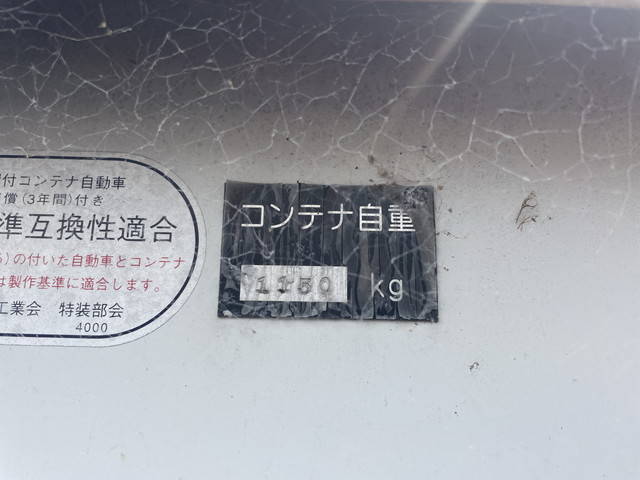 付コンテナ自動車
償(3年間)付き
準互換性適合
)の付いた自動車とコンテナ
は製作基準に適合します。
工業会 特装部会
4000
コンテナ自重
1150 kg